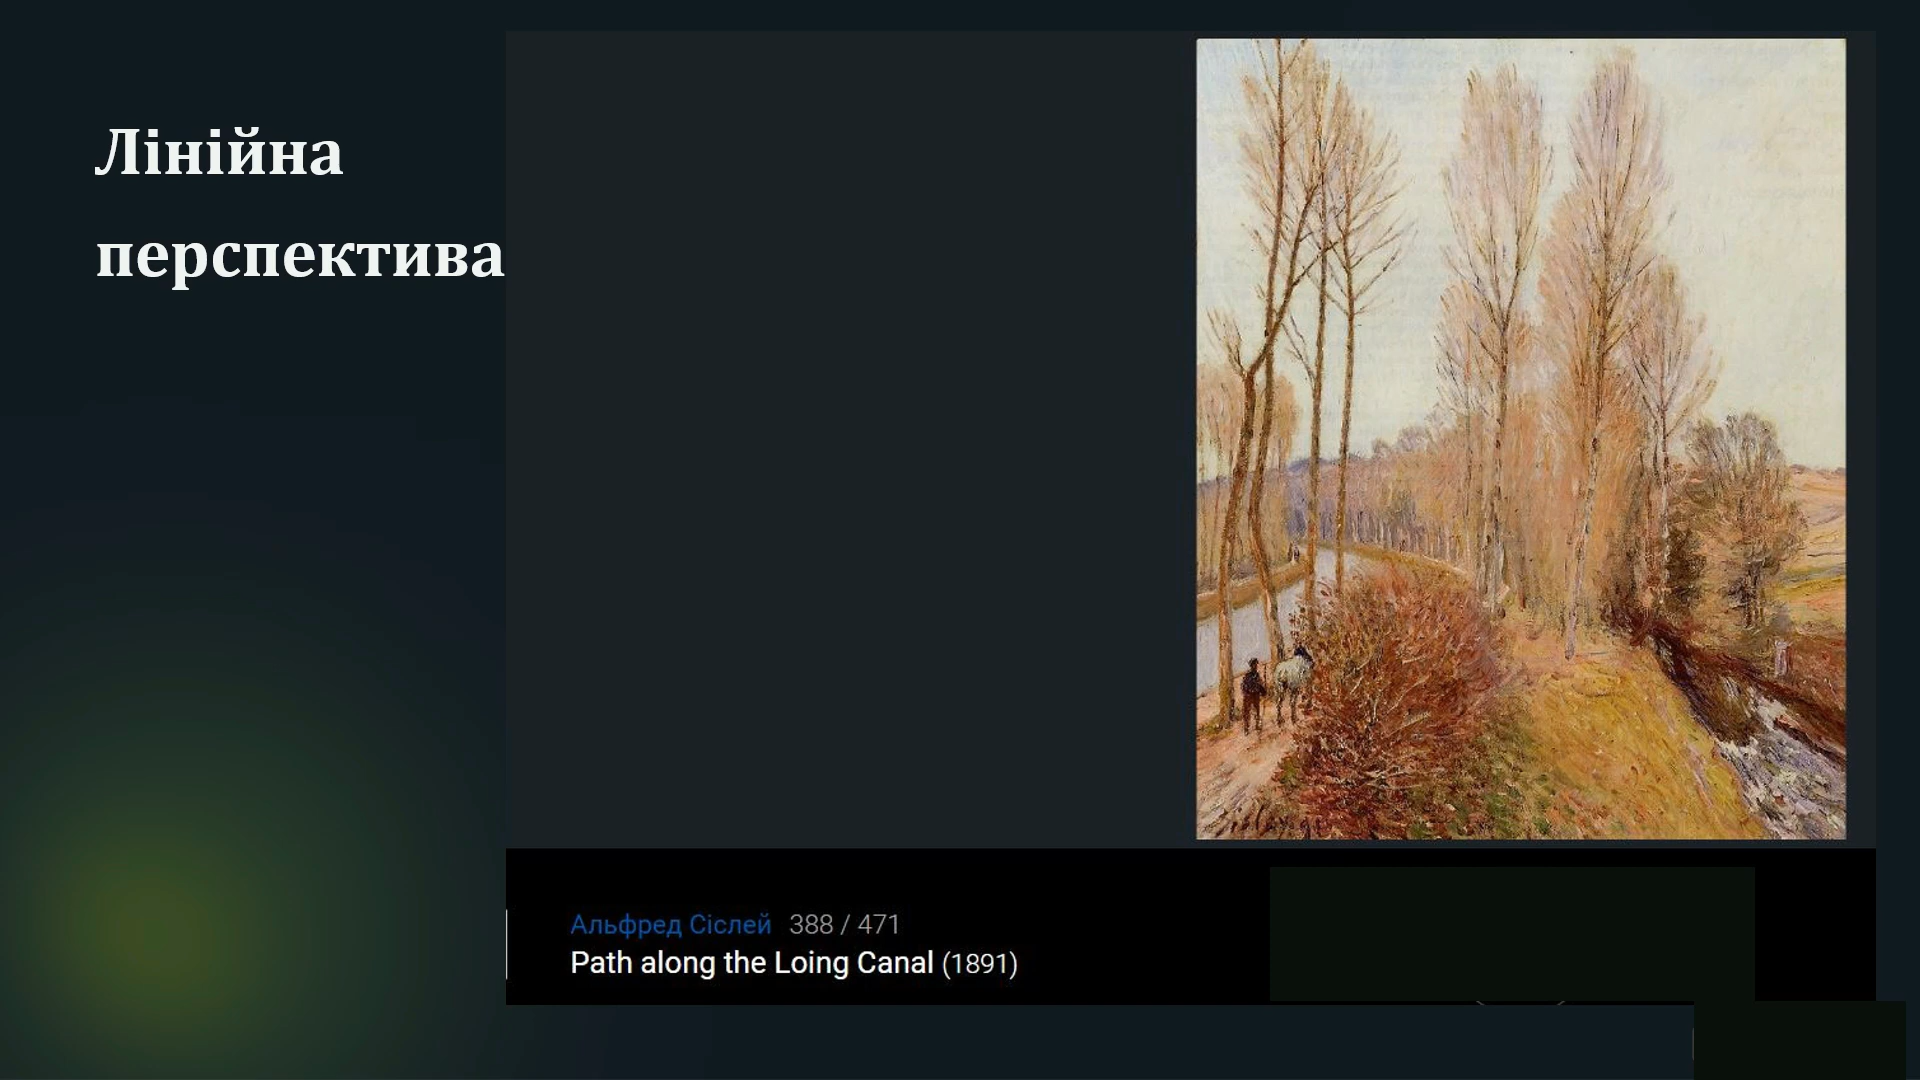 Лінійна
перспектива
Альфред Сіслей 388 / 471
Path along the Loing Canal (1891)